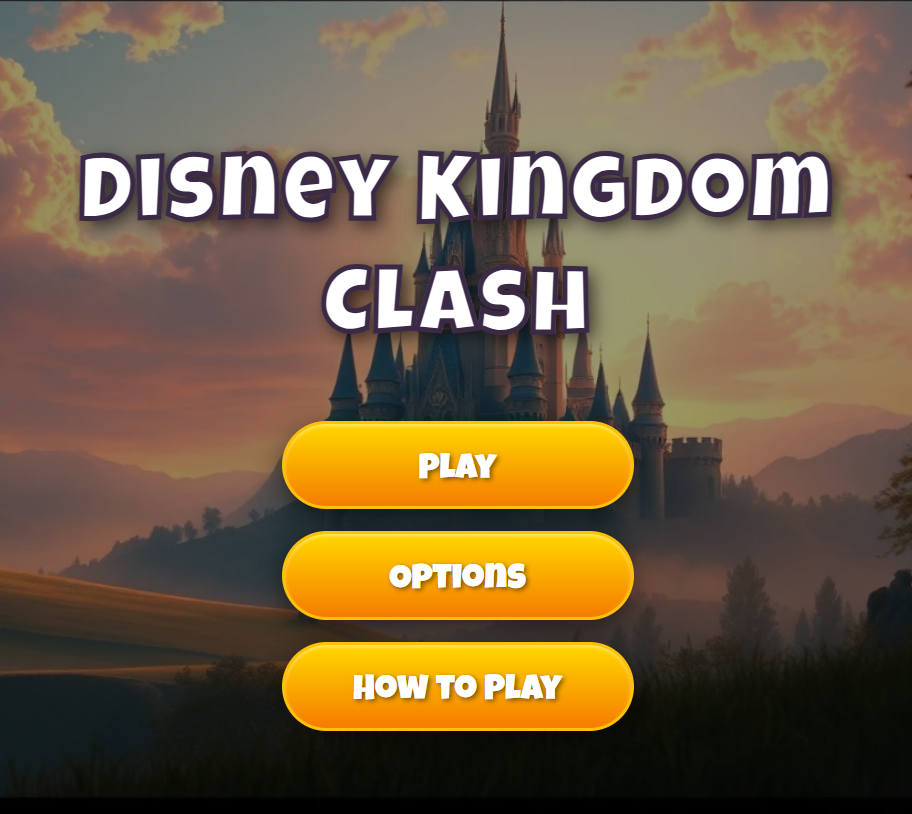 DISNEY KINGDOM
CLASH
PLAY
OPTIONS
HOW TO PLAY